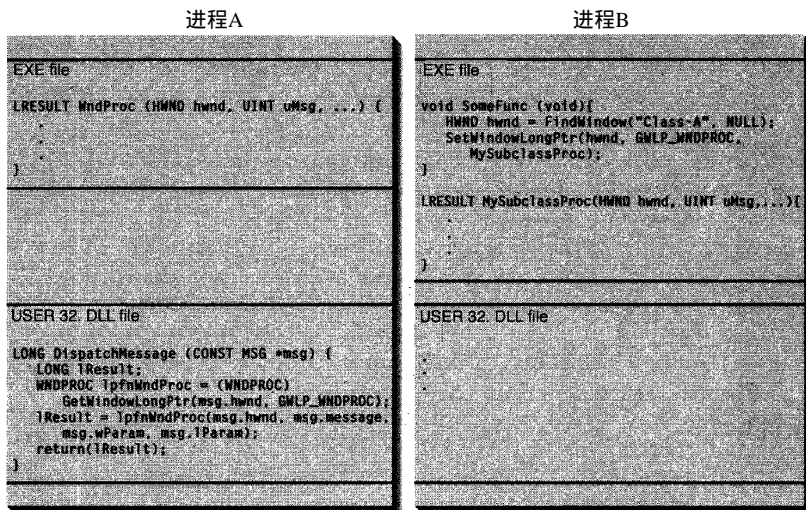 进程A
EXE file
LRESULT WndProc (HWND hwnd, UINT uMsg, ...) {
.
.
.
}
USER 32. DLL file
LONG DispatchMessage (CONST MSG *msg) {
LONG lResult;
WNDPROC lpfnWndProc = (WNDPROC)
GetWindowLongPtr(msg.hwnd, GWLP_WNDPROC);
lResult = lpfnWndProc(msg.hwnd, msg.message,
msg.wParam, msg.lParam);
return(lResult);
}
进程B
EXE file
void SomeFunc (void){
HWND hwnd = FindWindow("Class-A", NULL);
SetWindowLongPtr(hwnd, GWLP_WNDPROC,
MySubclassProc);
}
LRESULT MySubclassProc(HWND hwnd, UINT uMsg,...){
.
.
.
}
USER 32. DLL file
.
.
.